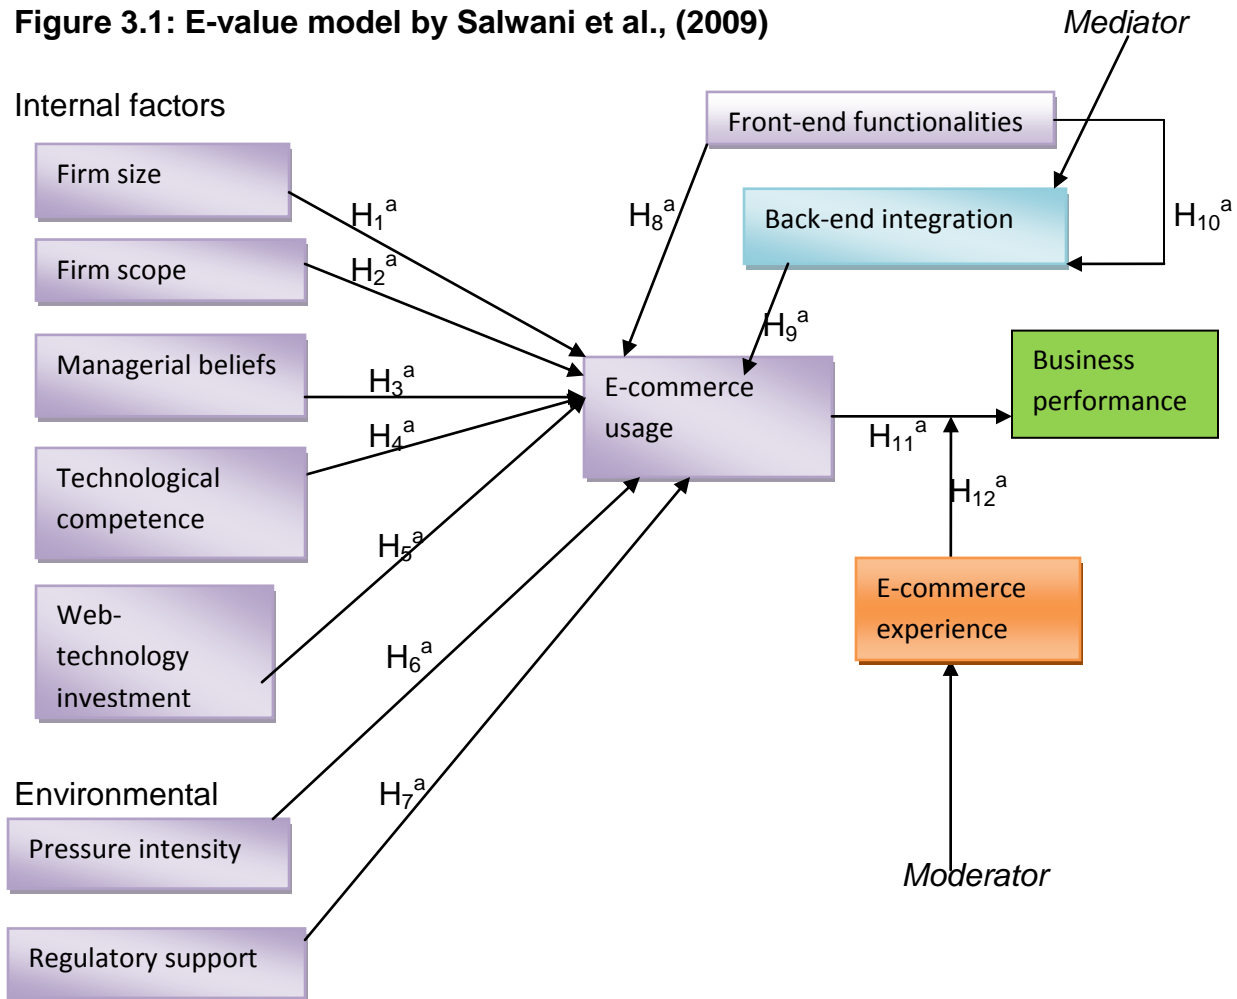 Figure 3.1: E-value model by Salwani et al., (2009)
Mediator
Internal factors
Front-end functionalities
Firm size
H1a
H8a
Back-end integration
H10a
Firm scope
H2a
H9a
Managerial beliefs
H3a
E-commerce
usage
Business
performance
H4a
H11a
Technological
competence
H12a
H5a
E-commerce
experience
Web-
technology
investment
H6a
Environmental
H7a
Pressure intensity
Moderator
Regulatory support